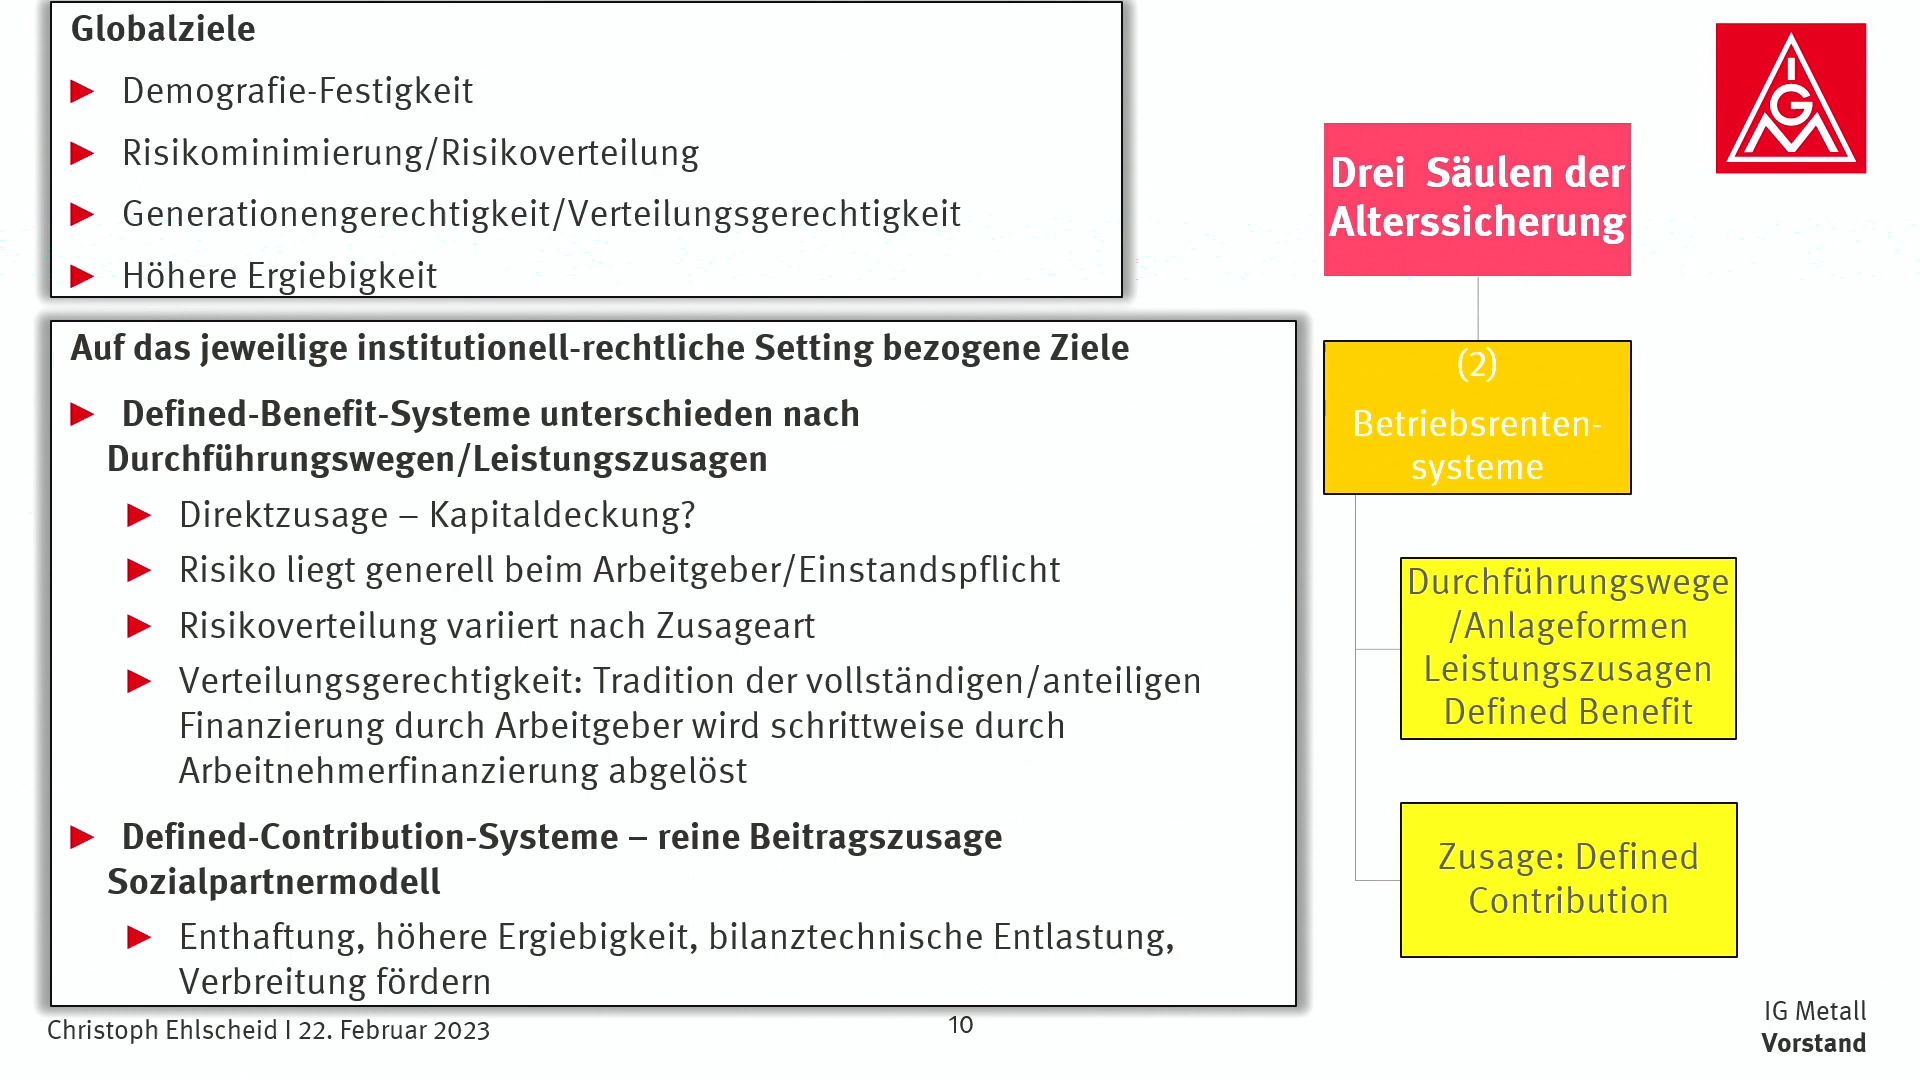 Globalziele
► Demografie-Festigkeit
► Risikominimierung/Risikoverteilung
► Generationengerechtigkeit/Verteilungsgerechtigkeit
► Höhere Ergiebigkeit
Auf das jeweilige institutionell-rechtliche Setting bezogene Ziele
► Defined-Benefit-Systeme unterschieden nach
Durchführungswegen/Leistungszusagen
► Direktzusage – Kapitaldeckung?
► Risiko liegt generell beim Arbeitgeber/Einstandspflicht
► Risikoverteilung variiert nach Zusageart
► Verteilungsgerechtigkeit: Tradition der vollständigen/anteiligen
Finanzierung durch Arbeitgeber wird schrittweise durch
Arbeitnehmerfinanzierung abgelöst
► Defined-Contribution-Systeme – reine Beitragszusage
Sozialpartnermodell
► Enthaftung, höhere Ergiebigkeit, bilanztechnische Entlastung,
Verbreitung fördern
IGM
Drei Säulen der
Alterssicherung
(2)
Betriebsrenten-
systeme
Durchführungswege
/Anlageformen
Leistungszusagen
Defined Benefit
Zusage: Defined
Contribution
Christoph Ehlscheid I 22. Februar 2023
10
IG Metall
Vorstand